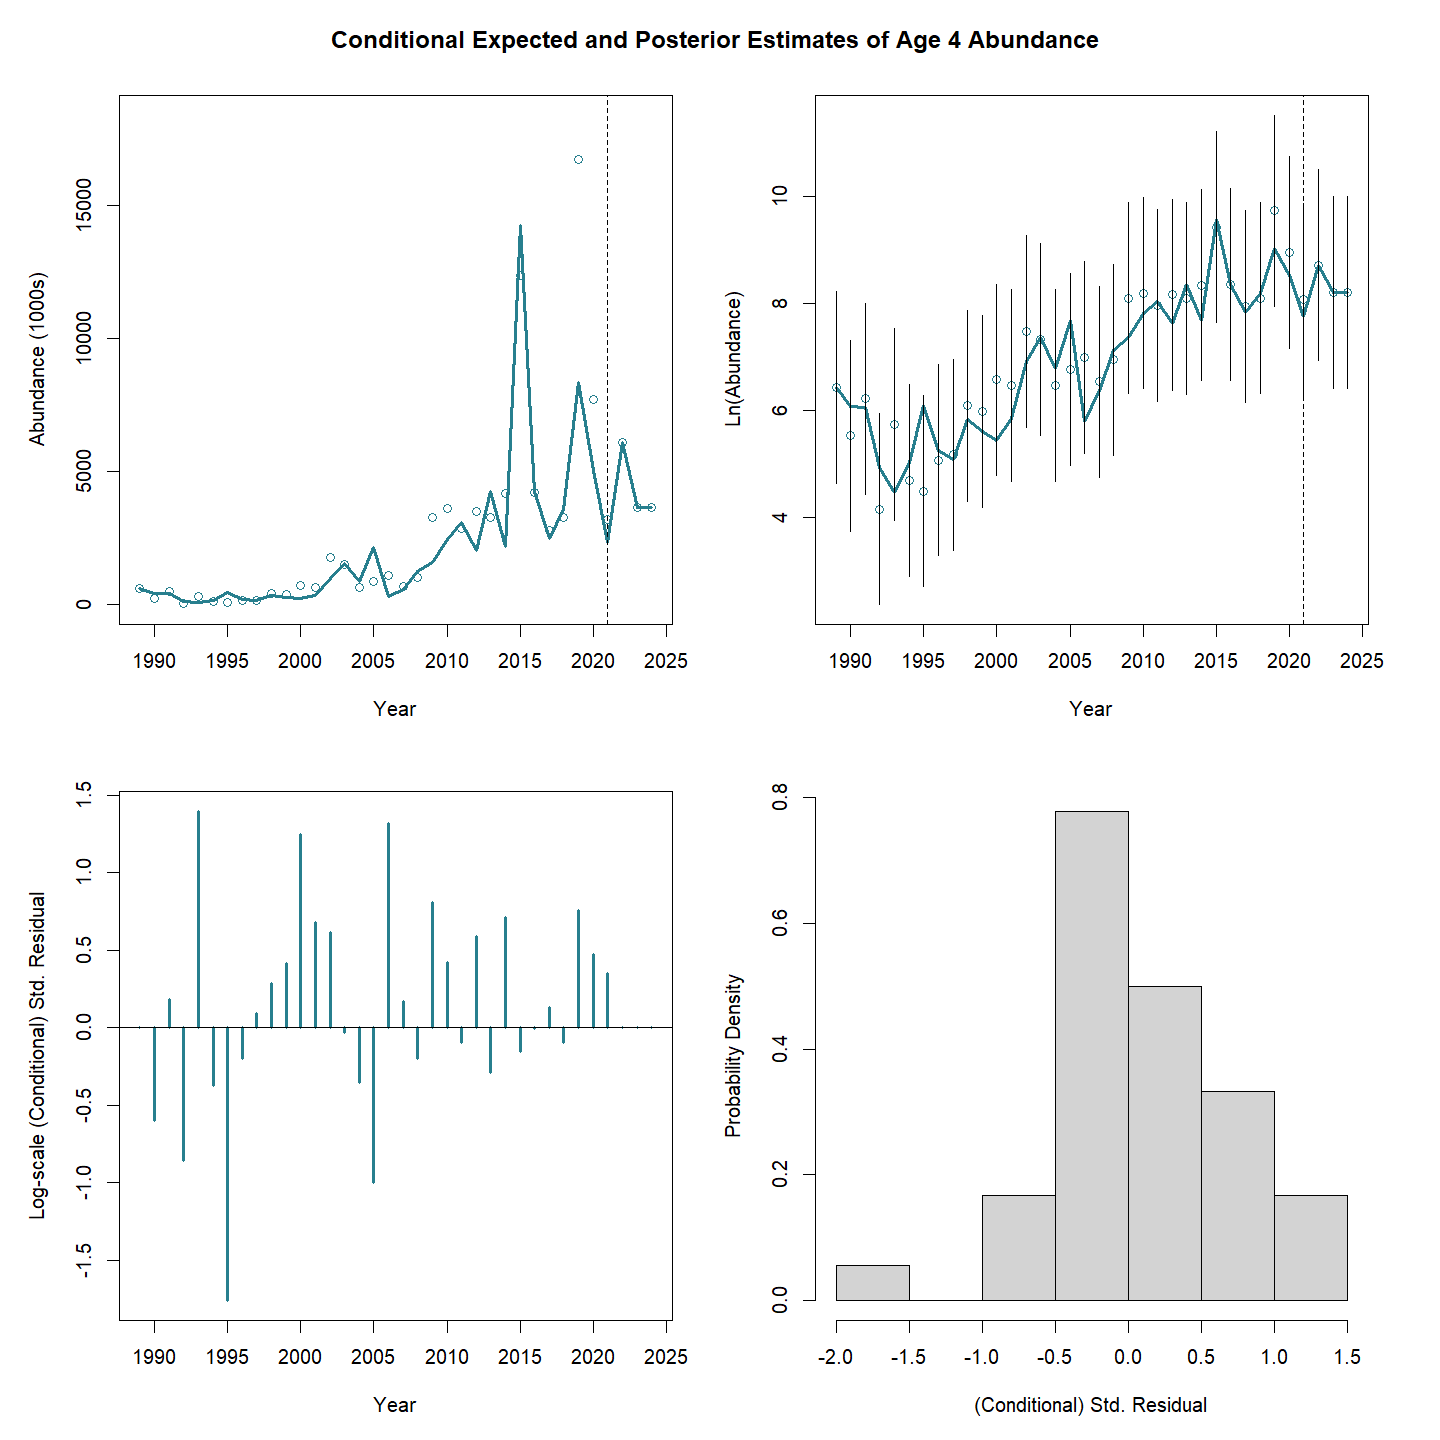 Conditional Expected and Posterior Estimates of Age 4 Abundance
Abundance (1000s)
15000
10000
5000
0
1990 1995 2000 2005 2010 2015 2020 2025
Year
Ln(Abundance)
10
8
6
4
1990 1995 2000 2005 2010 2015 2020 2025
Year
Log-scale (Conditional) Std. Residual
1.5
1.0
0.5
0.0
-0.5
-1.0
-1.5
1990 1995 2000 2005 2010 2015 2020 2025
Year
Probability Density
0.8
0.6
0.4
0.2
0.0
-2.0 -1.5 -1.0 -0.5 0.0 0.5 1.0 1.5
(Conditional) Std. Residual